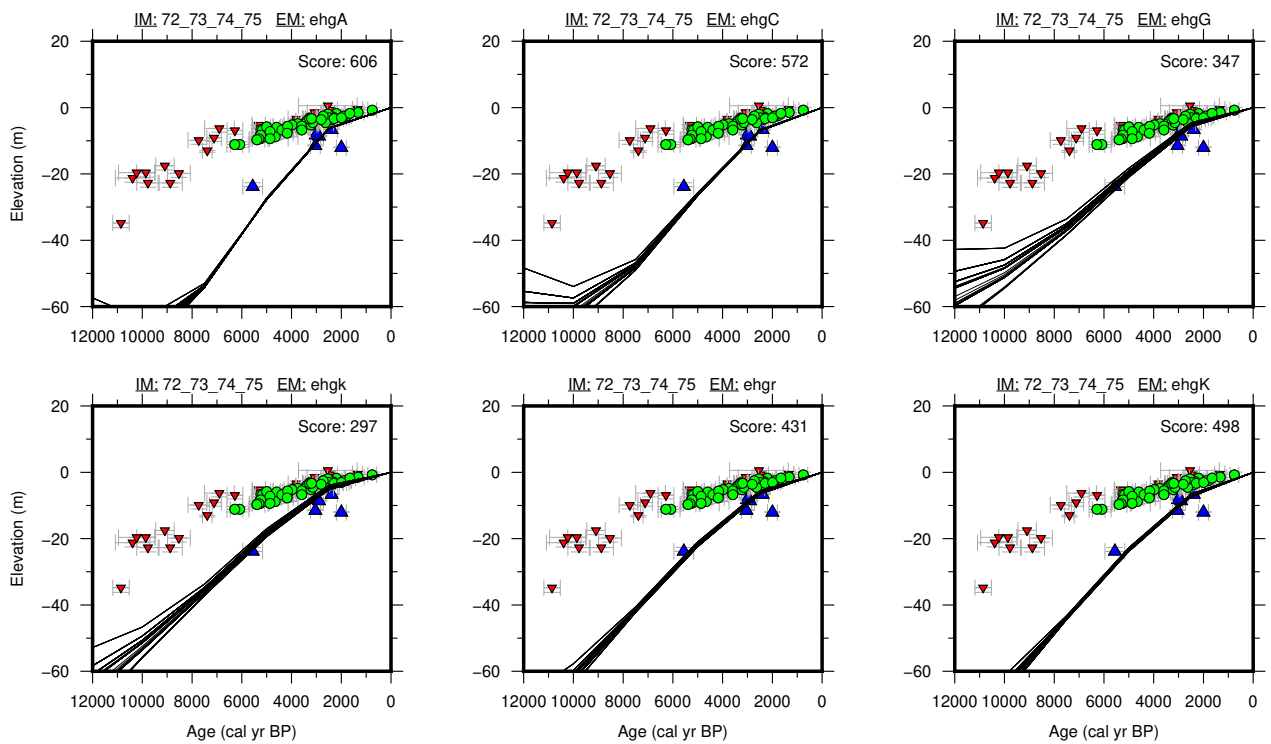 IM: 72_73_74_75 EM: ehgA
IM: 72_73_74_75 EM: ehgC
IM: 72_73_74_75 EM: ehgG
Score: 606
Score: 572
Score: 347
Elevation (m)
20
0
−20
−40
−60
20
0
−20
−40
−60
20
0
−20
−40
−60
12000 10000 8000 6000 4000 2000 0
12000 10000 8000 6000 4000 2000 0
12000 10000 8000 6000 4000 2000 0
IM: 72_73_74_75 EM: ehgk
IM: 72_73_74_75 EM: ehgr
IM: 72_73_74_75 EM: ehgK
Score: 297
Score: 431
Score: 498
Elevation (m)
20
0
−20
−40
−60
20
0
−20
−40
−60
20
0
−20
−40
−60
12000 10000 8000 6000 4000 2000 0
12000 10000 8000 6000 4000 2000 0
12000 10000 8000 6000 4000 2000 0
Age (cal yr BP)
Age (cal yr BP)
Age (cal yr BP)